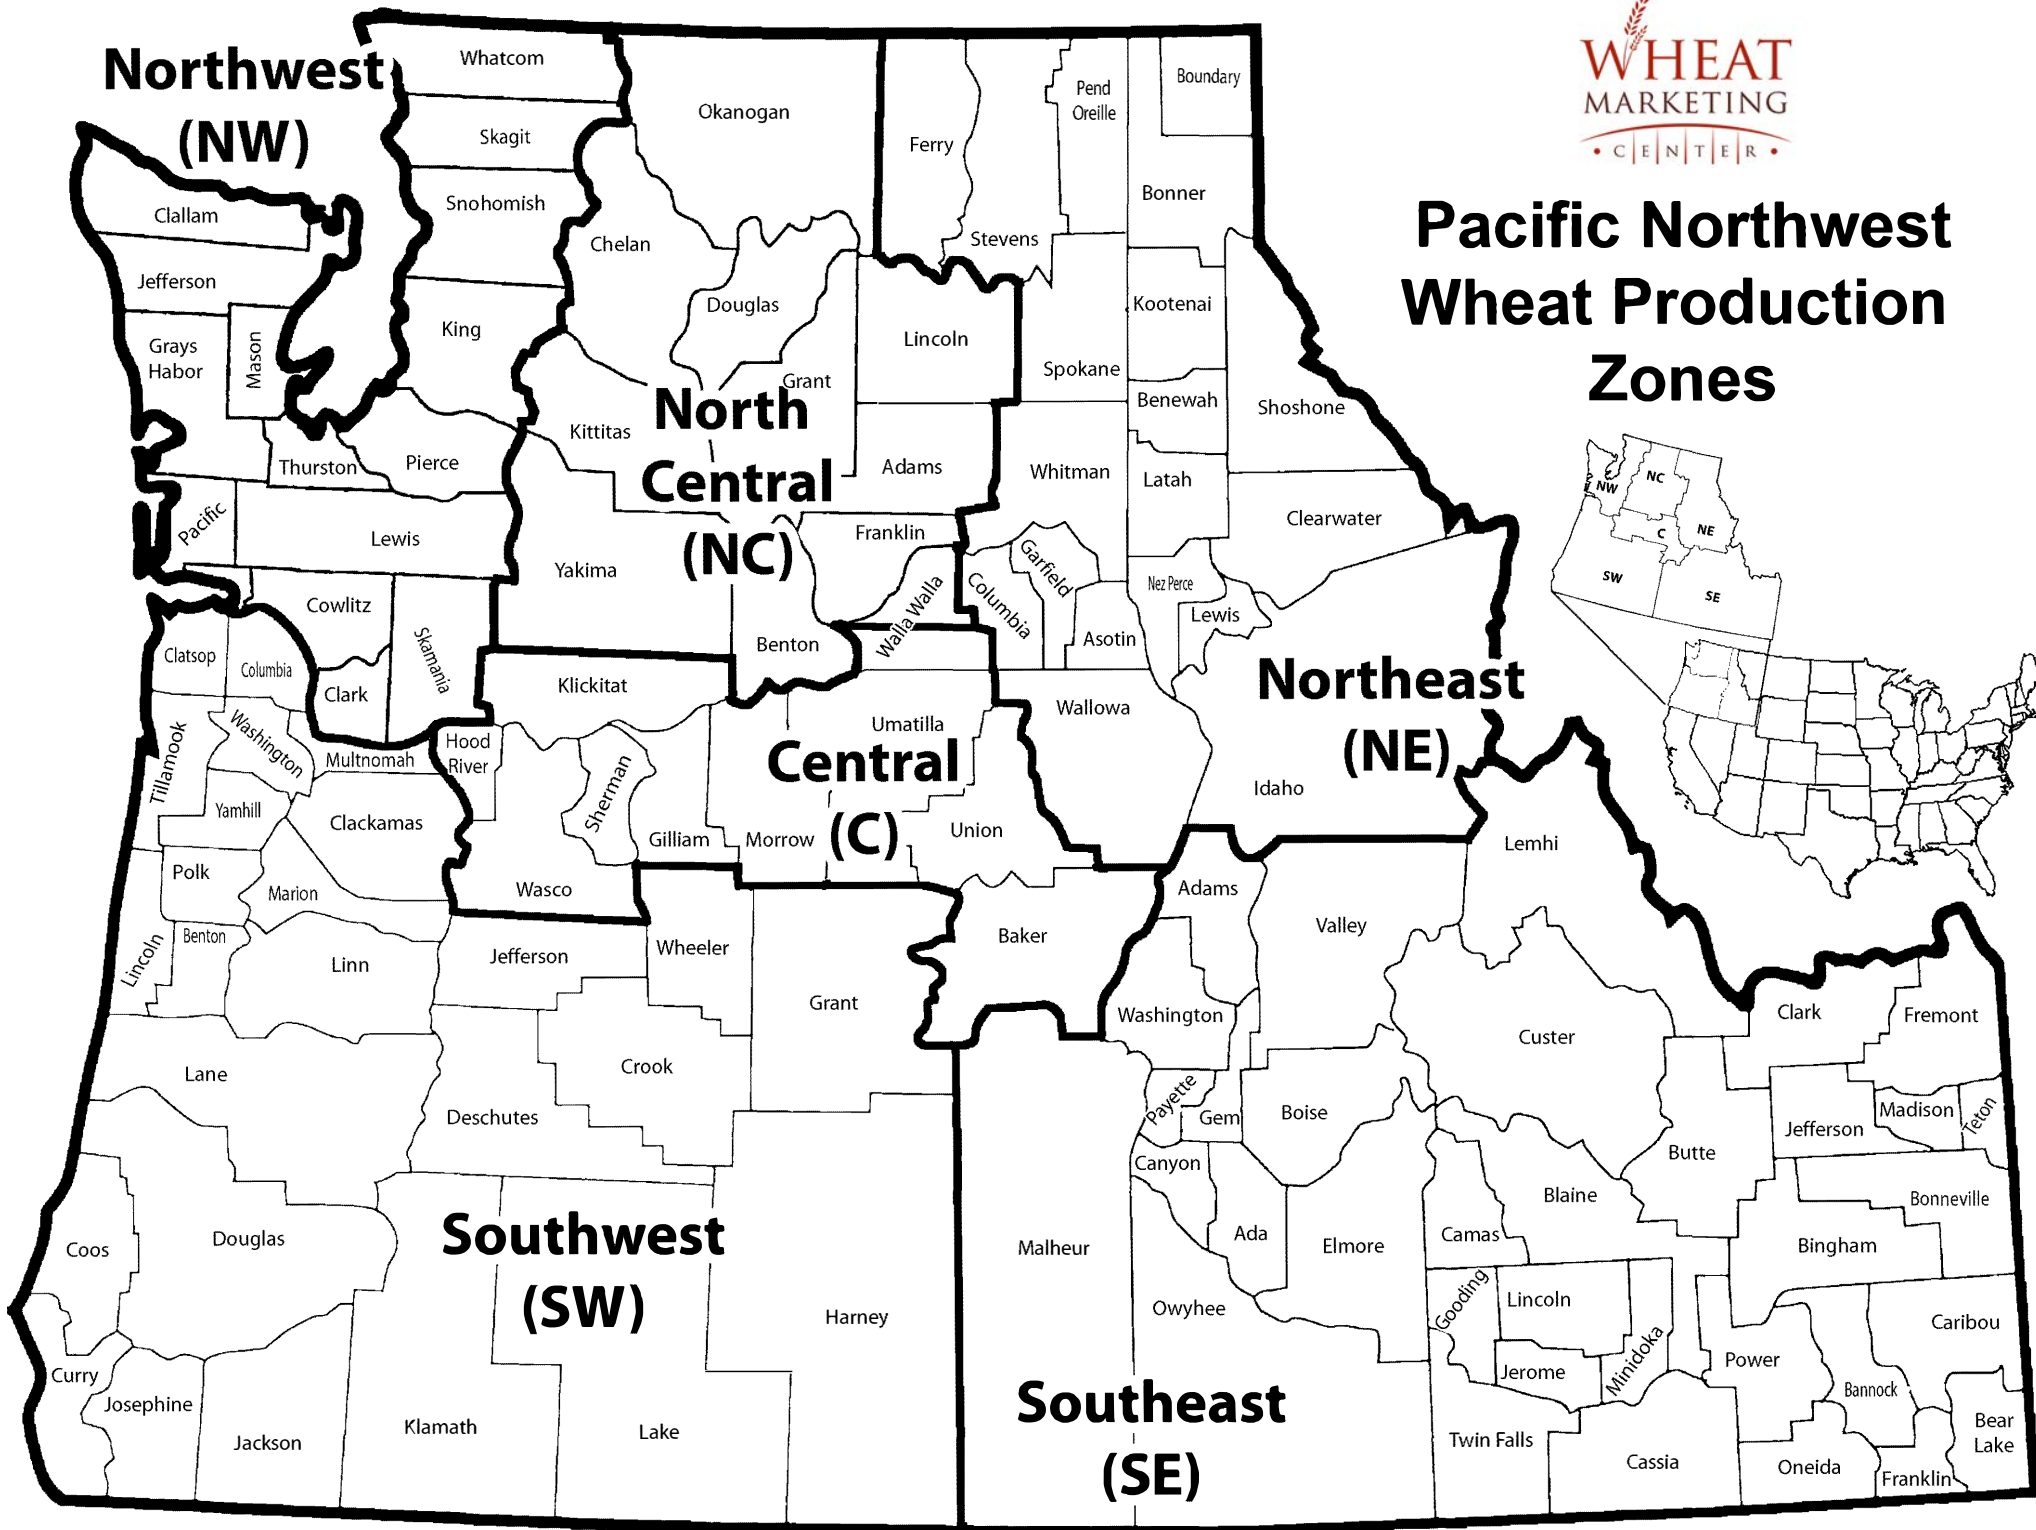 WHEAT
MARKETING
• C|E|N|T|E|R •
Pacific Northwest
Wheat Production
Zones
Northwest
(NW)
Whatcom
Skagit
Snohomish
King
Clallam
Jefferson
Grays
Habor
Mason
Thurston
Pierce
Pacific
Lewis
Cowlitz
Clark
Skamania
Okanogan
Chelan
Douglas
Grant
Lincoln
Kittitas
North
Central
(NC)
Adams
Franklin
Yakima
Benton
Walla Walla
Ferry
Stevens
Pend
Oreille
Boundary
Bonner
Kootenai
Spokane
Benewah
Shoshone
Whitman
Latah
Clearwater
Columbia
Garfield
Asotin
Nez Perce
Lewis
Wallowa
Idaho
Northeast
(NE)
Klickitat
Hood
River
Sherman
Wasco
Gilliam
Morrow
Umatilla
Central
(C)
Union
Baker
Clatsop
Columbia
Tillamook
Washington
Multnomah
Yamhill
Clackamas
Polk
Marion
Lincoln
Benton
Linn
Jefferson
Wheeler
Grant
Crook
Lane
Deschutes
Coos
Douglas
Southwest
(SW)
Harney
Curry
Josephine
Jackson
Klamath
Lake
Malheur
Southeast
(SE)
Adams
Valley
Lemhi
Washington
Custer
Clark
Fremont
Payette
Gem
Boise
Butte
Jefferson
Madison
Teton
Canyon
Ada
Elmore
Camas
Blaine
Bonneville
Bingham
Owyhee
Gooding
Lincoln
Jerome
Minidoka
Power
Bannock
Caribou
Twin Falls
Cassia
Oneida
Franklin
Bear
Lake
NW
NC
C
NE
SW
SE